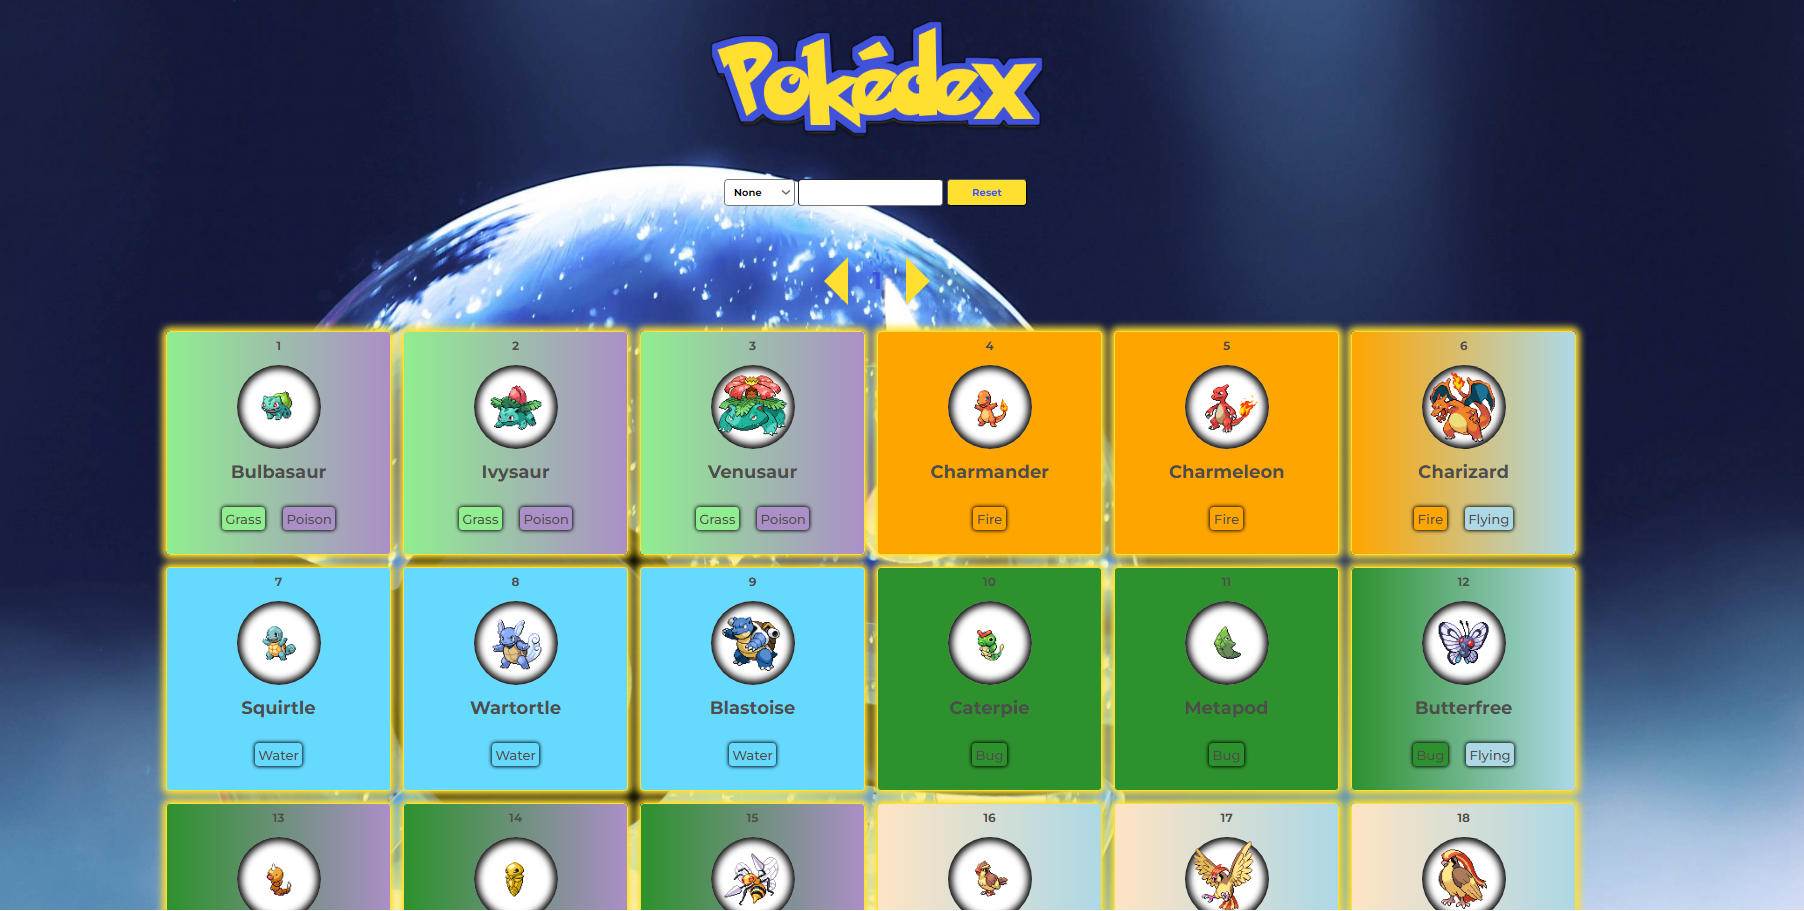 Pokédex
None
Reset
1
1 2 3 4 5 6
Bulbasaur Ivysaur Venusaur Charmander Charmeleon Charizard
Grass Poison Grass Poison Grass Poison Fire Fire Fire Flying
7 8 9 10 11 12
Squirtle Wartortle Blastoise Caterpie Metapod Butterfree
Water Water Water Bug Bug Bug Flying
13 14 15 16 17 18